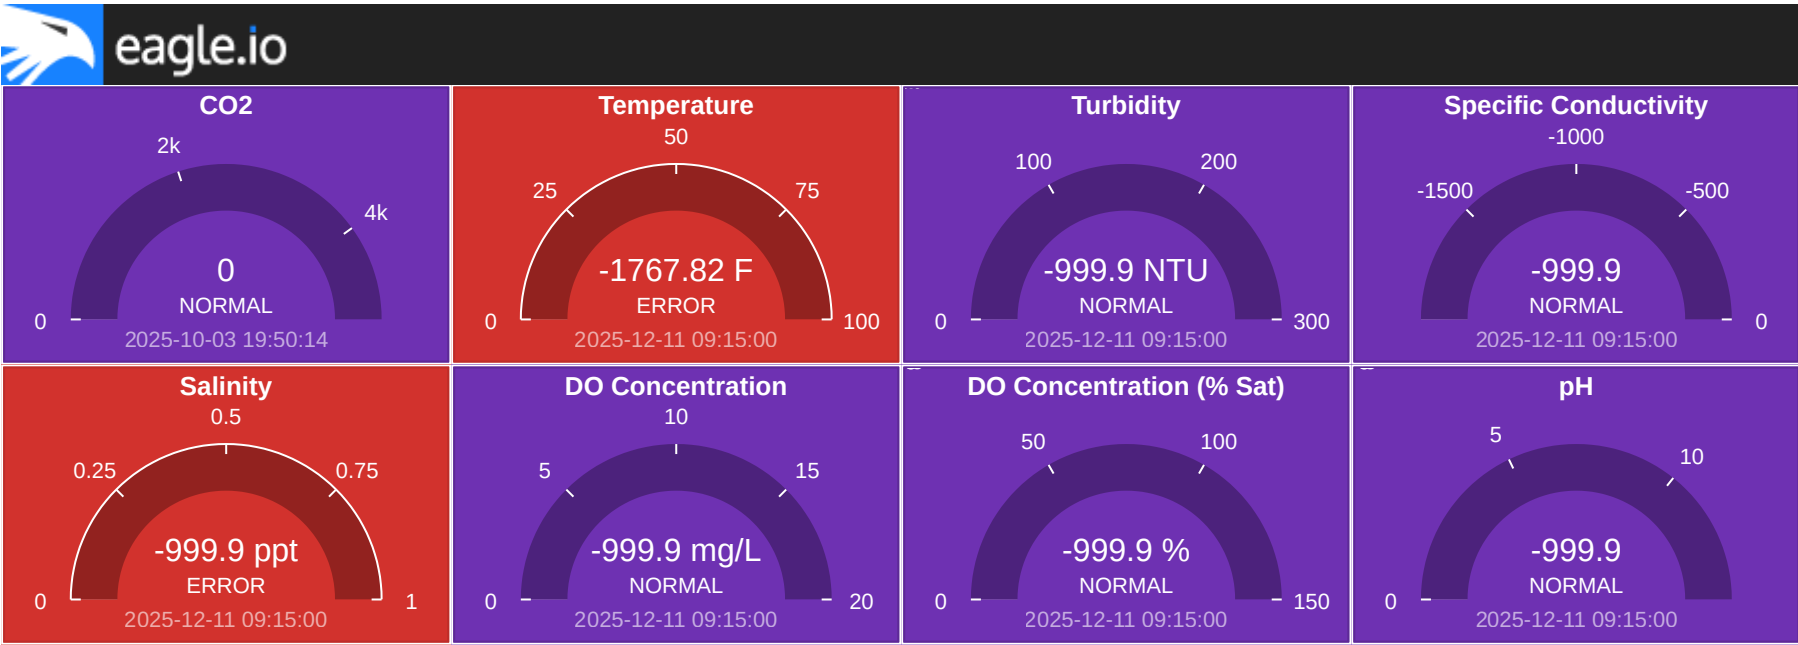 eagle.io
CO2
2k
4k
0
NORMAL
0
2025-10-03 19:50:14
Temperature
50
25
75
-1767.82 F
ERROR
0
100
2025-12-11 09:15:00
Turbidity
100
200
-999.9 NTU
NORMAL
0
300
2025-12-11 09:15:00
Specific Conductivity
-1000
-1500
-500
-999.9
NORMAL
0
2025-12-11 09:15:00
Salinity
0.5
0.25
0.75
-999.9 ppt
ERROR
0
1
2025-12-11 09:15:00
DO Concentration
10
5
15
-999.9 mg/L
NORMAL
0
20
2025-12-11 09:15:00
DO Concentration (% Sat)
50
100
-999.9 %
NORMAL
0
150
2025-12-11 09:15:00
pH
5
10
-999.9
NORMAL
0
2025-12-11 09:15:00